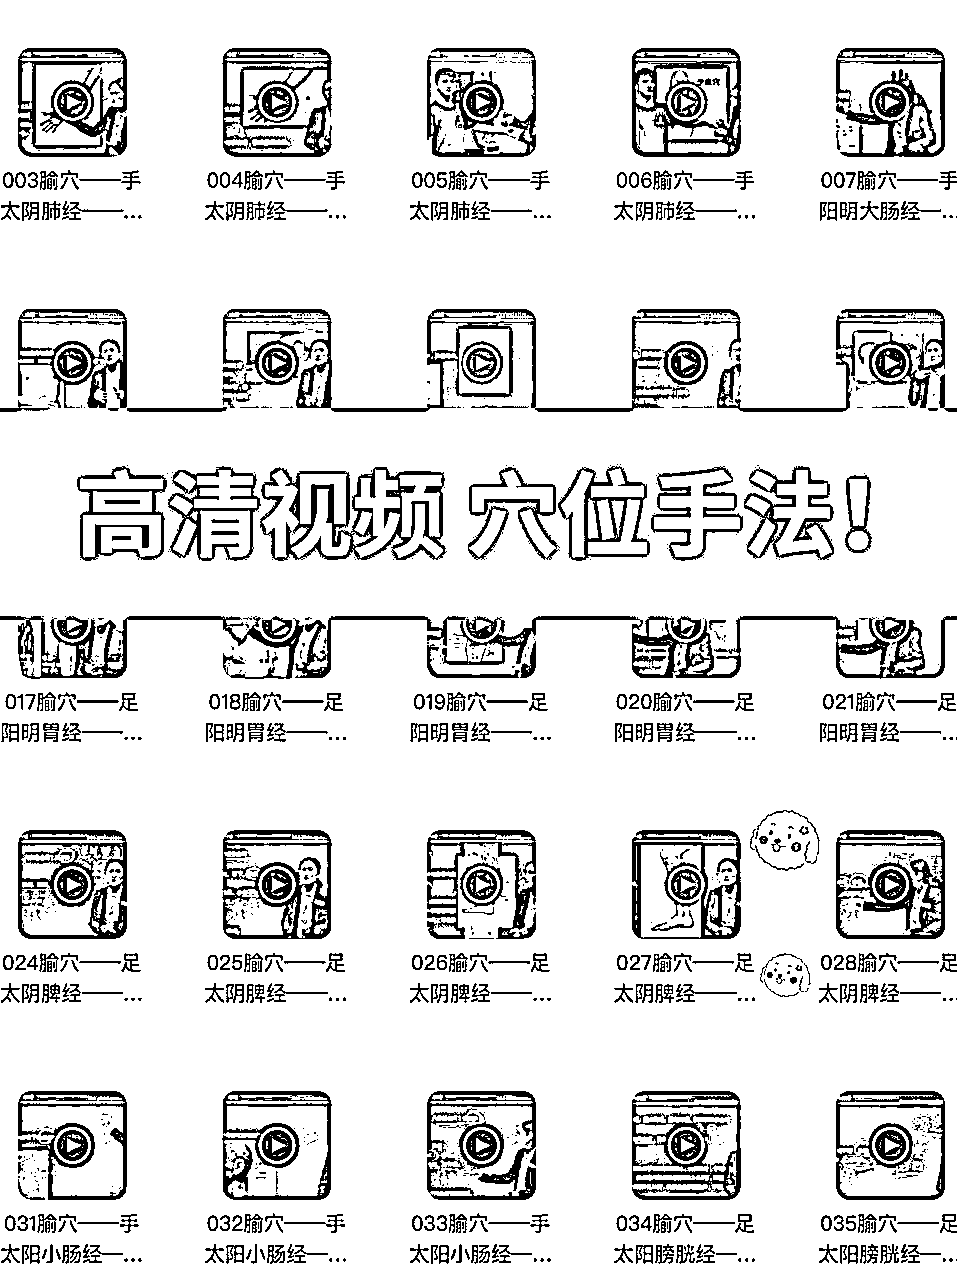 003腧穴——手
太阴肺经——...
004腧穴——手
太阴肺经——...
005腧穴——手
太阴肺经——...
006腧穴——手
太阴肺经——...
007腧穴——手
阳明大肠经—...
高清视频 穴位手法!
017腧穴——足
阳明胃经——...
018腧穴——足
阳明胃经——...
019腧穴——足
阳明胃经——...
020腧穴——足
阳明胃经——...
021腧穴——足
阳明胃经——...
024腧穴——足
太阴脾经——...
025腧穴——足
太阴脾经——...
026腧穴——足
太阴脾经——...
027腧穴——足
太阴脾经——...
028腧穴——足
太阴脾经——...
031腧穴——手
太阳小肠经—...
032腧穴——手
太阳小肠经—...
033腧穴——手
太阳小肠经—...
034腧穴——足
太阳膀胱经—...
035腧穴——足
太阳膀胱经—...